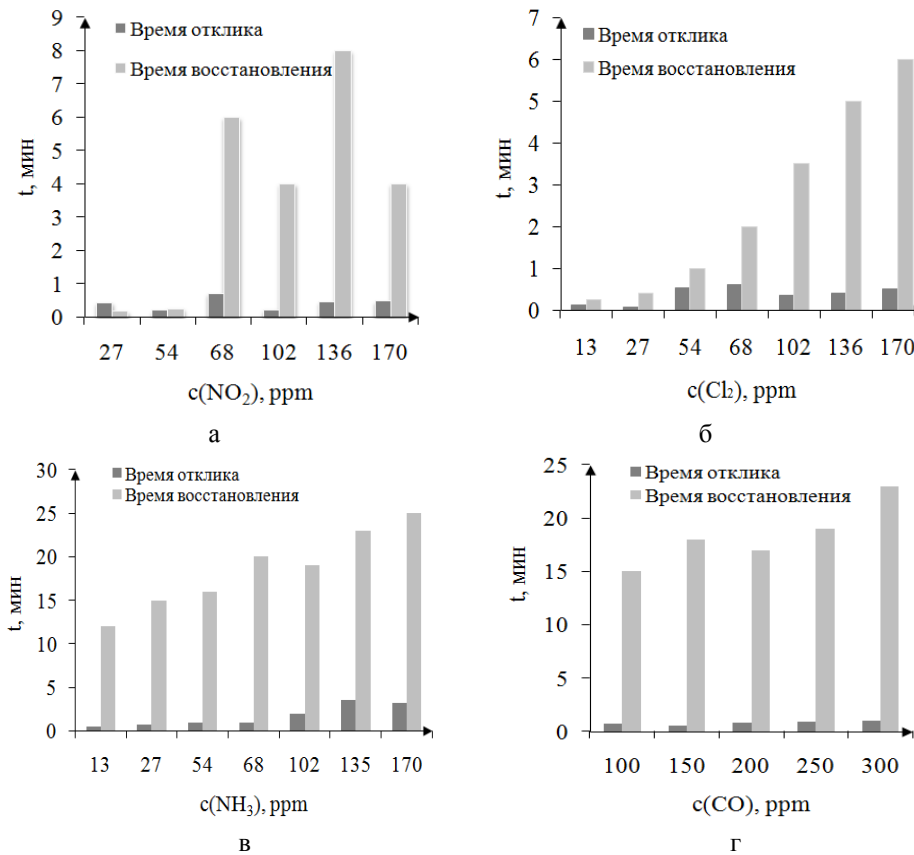 9
8
7
6
5
4
3
2
1
0
t, мин
Время отклика
Время восстановления
27 54 68 102 136 170
c(NO₂), ppm
а
7
6
5
4
3
2
1
0
t, мин
Время отклика
Время восстановления
13 27 54 68 102 136 170
c(Cl₂), ppm
б
30
25
20
15
10
5
0
t, мин
Время отклика
Время восстановления
13 27 54 68 102 135 170
c(NH₃), ppm
в
25
20
15
10
5
0
t, мин
Время отклика
Время восстановления
100 150 200 250 300
c(CO), ppm
г